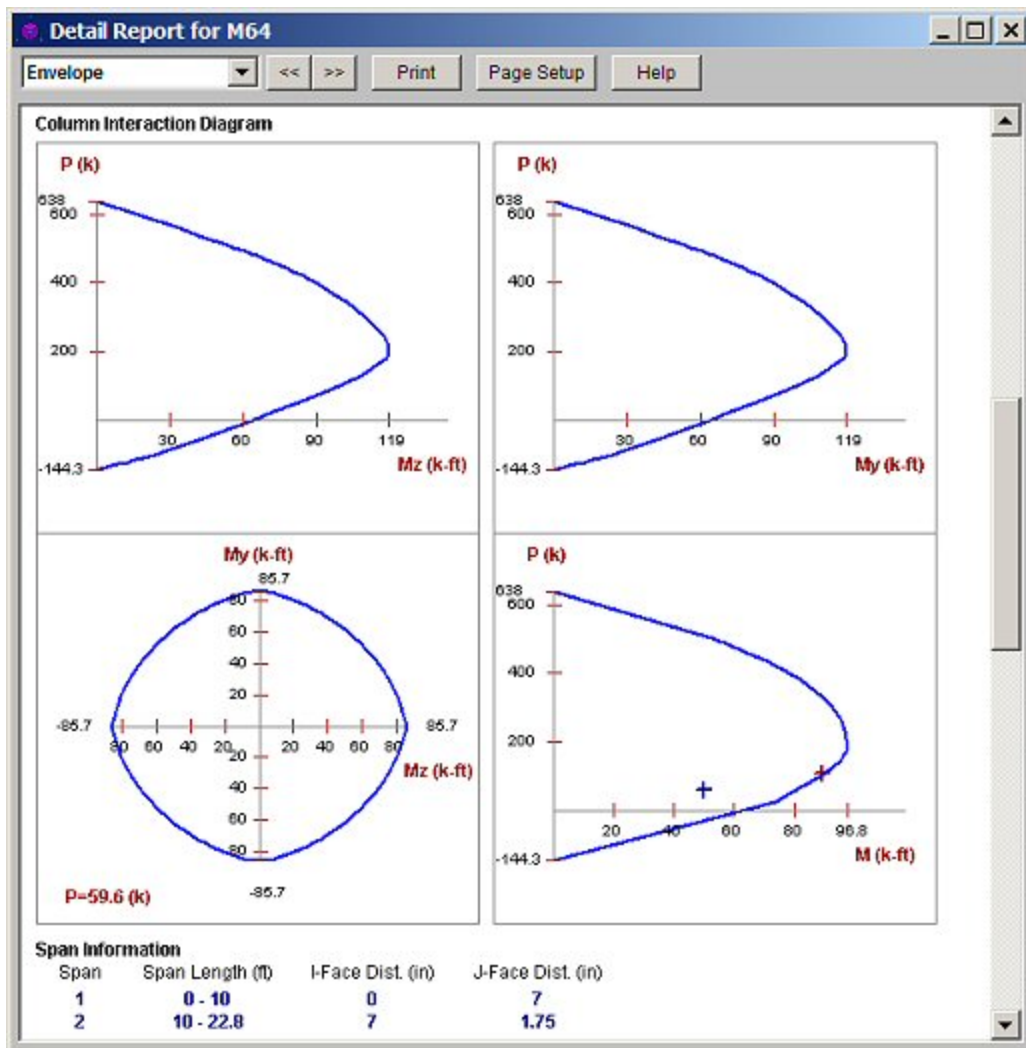 Detail Report for M64
Envelope << >> Print Page Setup Help
Column Interaction Diagram
P (k)
638
600
400
200
30 60 90 119
-144.3
Mz (k-ft)
P (k)
638
600
400
200
30 60 90 119
-144.3
My (k-ft)
My (k-ft)
85.7
80
60
40
20
-85.7 80 60 40 20 20 40 60 80 85.7
20
Mz (k-ft)
40
60
80
-85.7
P=59.6 (k)
P (k)
638
600
400
200
20 40 60 80 96.8
-144.3
M (k-ft)
Span Information
Span Span Length (ft) I-Face Dist. (in) J-Face Dist. (in)
1 0 - 10 0 7
2 10 - 22.8 7 1.75